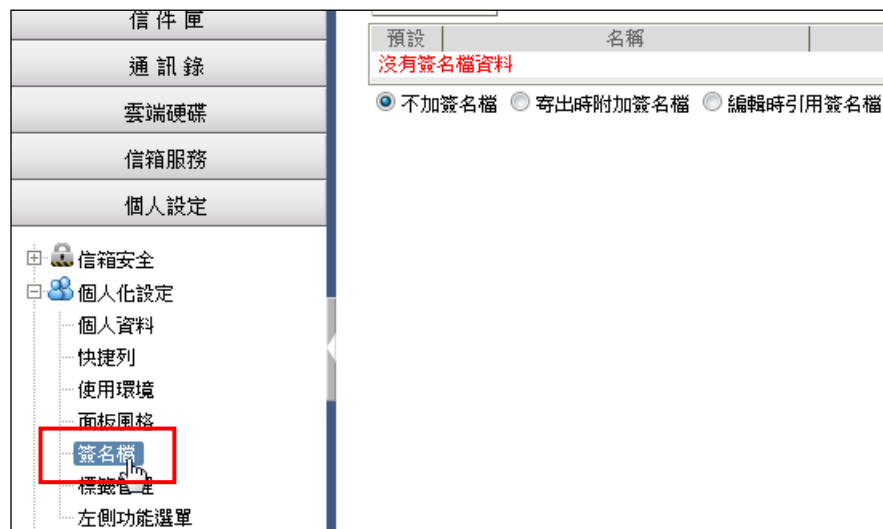 信件匣
通訊錄
雲端硬碟
信箱服務
個人設定
信箱安全
個人化設定
個人資料
快捷列
使用環境
面板風格
簽名檔
標籤管理
左側功能選單
預設 名稱
沒有簽名檔資料
不加簽名檔 寄出時附加簽名檔 編輯時引用簽名檔